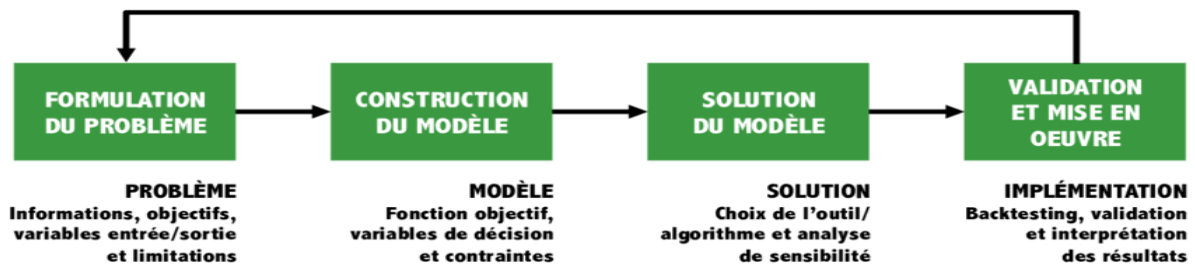 FORMULATION
DU PROBLÈME
CONSTRUCTION
DU MODÈLE
SOLUTION
DU MODÈLE
VALIDATION
ET MISE EN
OEUVRE
PROBLÈME
Informations, objectifs,
variables entrée/sortie
et limitations
MODÈLE
Fonction objectif,
variables de décision
et contraintes
SOLUTION
Choix de l'outil/
algorithme et analyse
de sensibilité
IMPLÉMENTATION
Backtesting, validation
et interprétation
des résultats